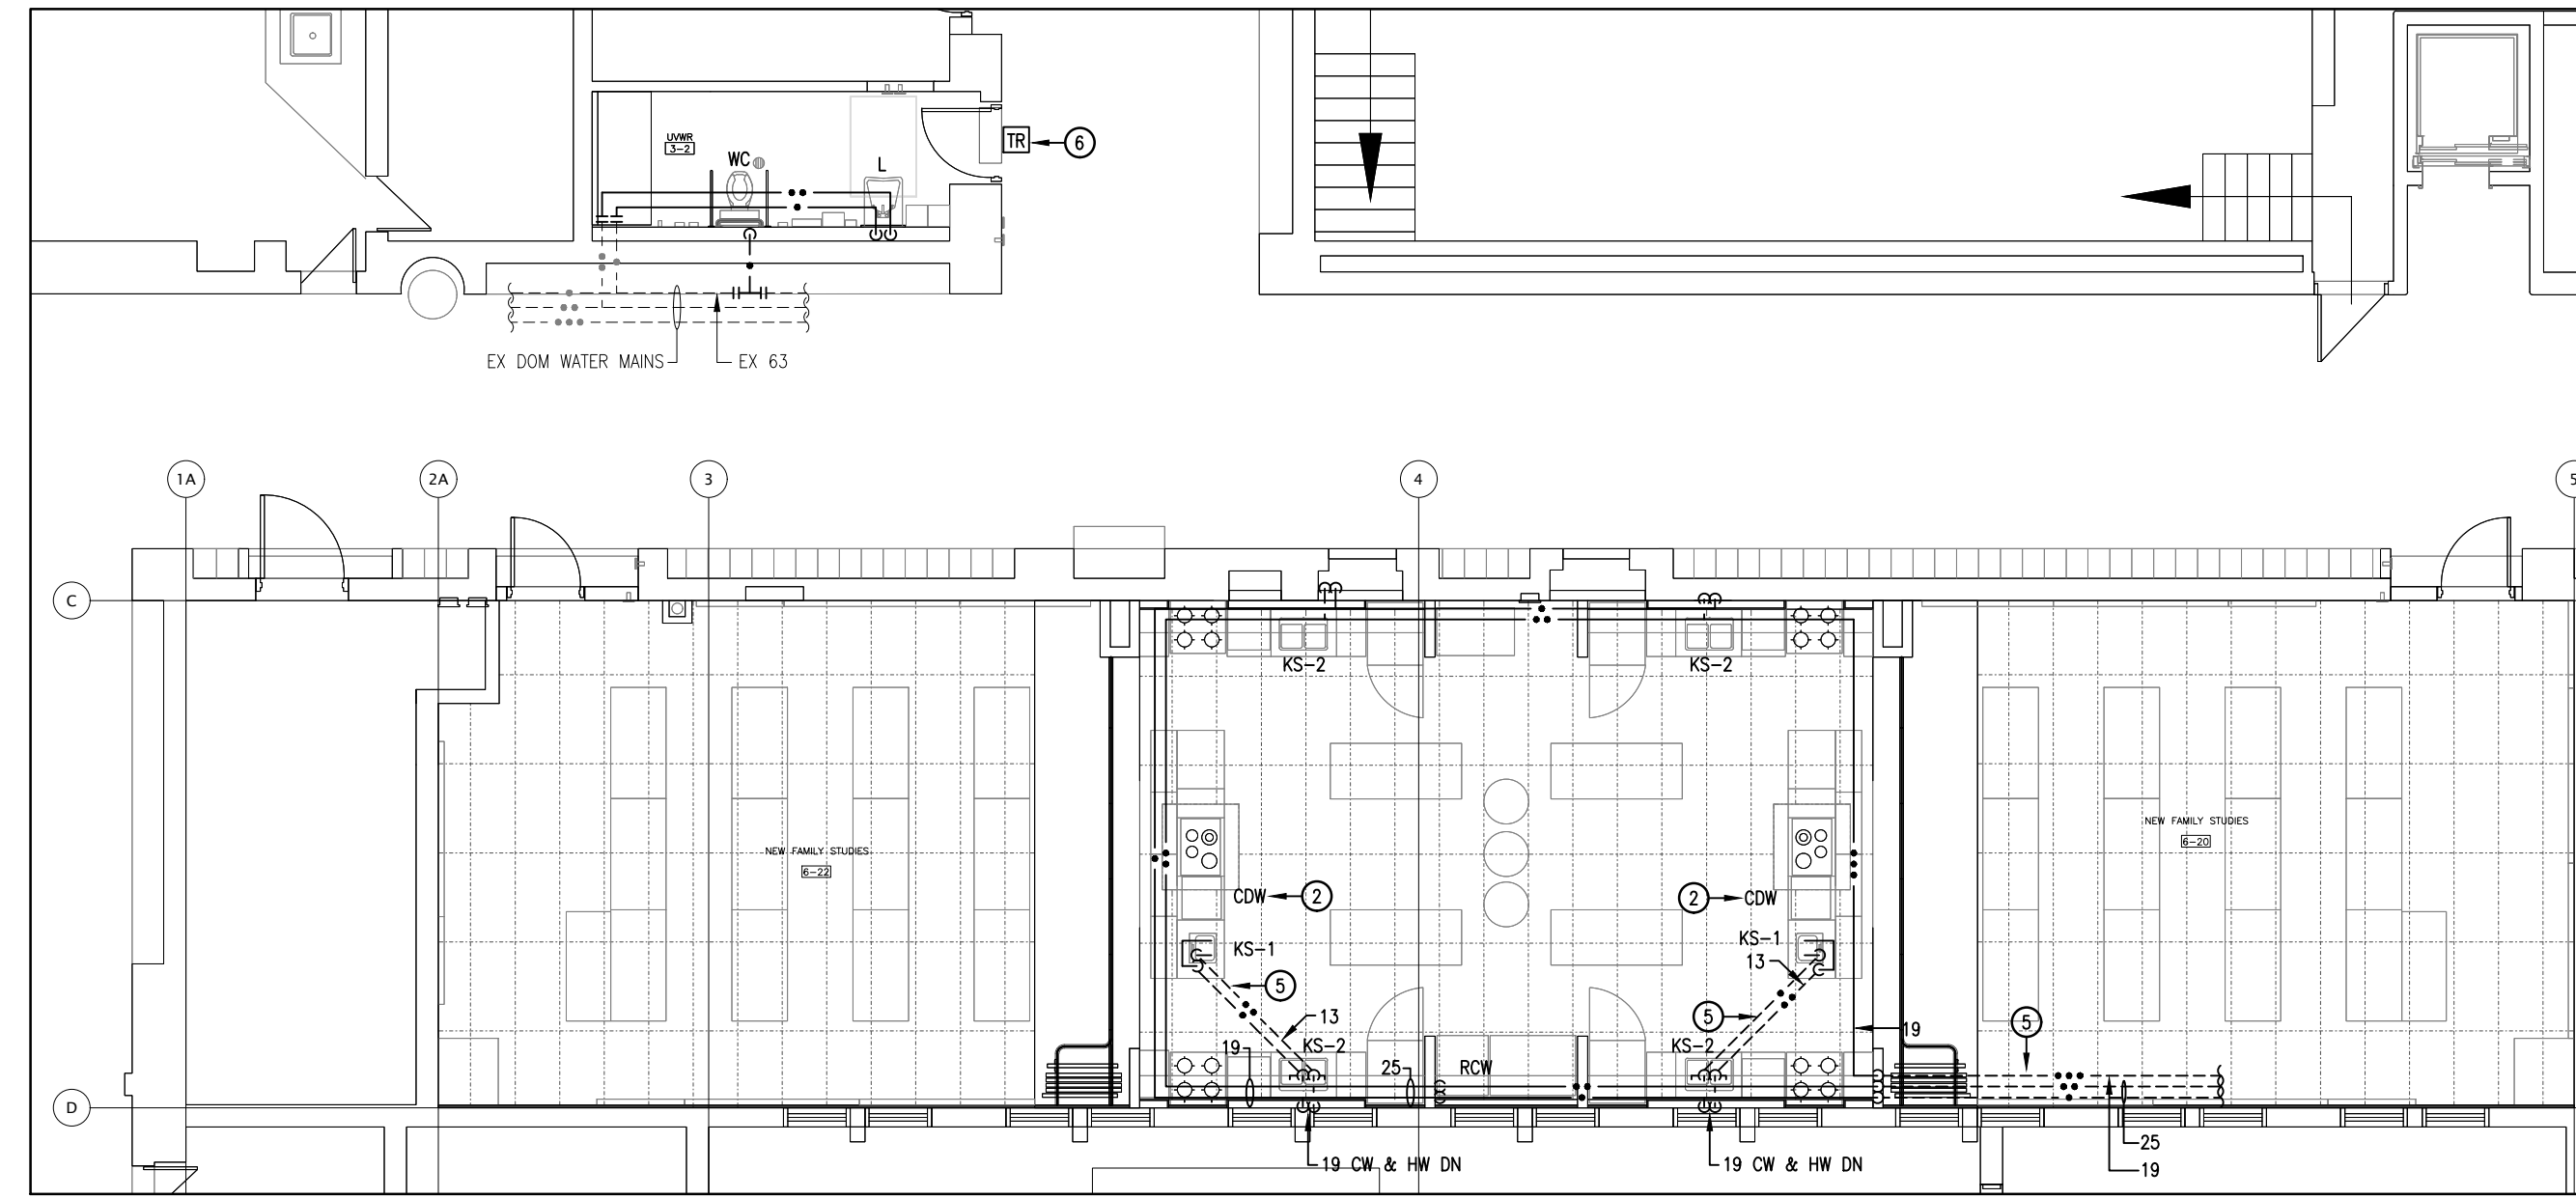 UVWR
3-2
WC
L
TR
6
EX DOM WATER MAINS
EX 63
1A
2A
3
4
5
C
KS-2
KS-2
NEW FAMILY STUDIES
6-22
NEW FAMILY STUDIES
6-20
CDW
2
2
CDW
KS-1
KS-1
13
5
13
5
5
19
KS-2
KS-2
19
25
RCW
D
25
19
19 CW & HW DN
19 CW & HW DN